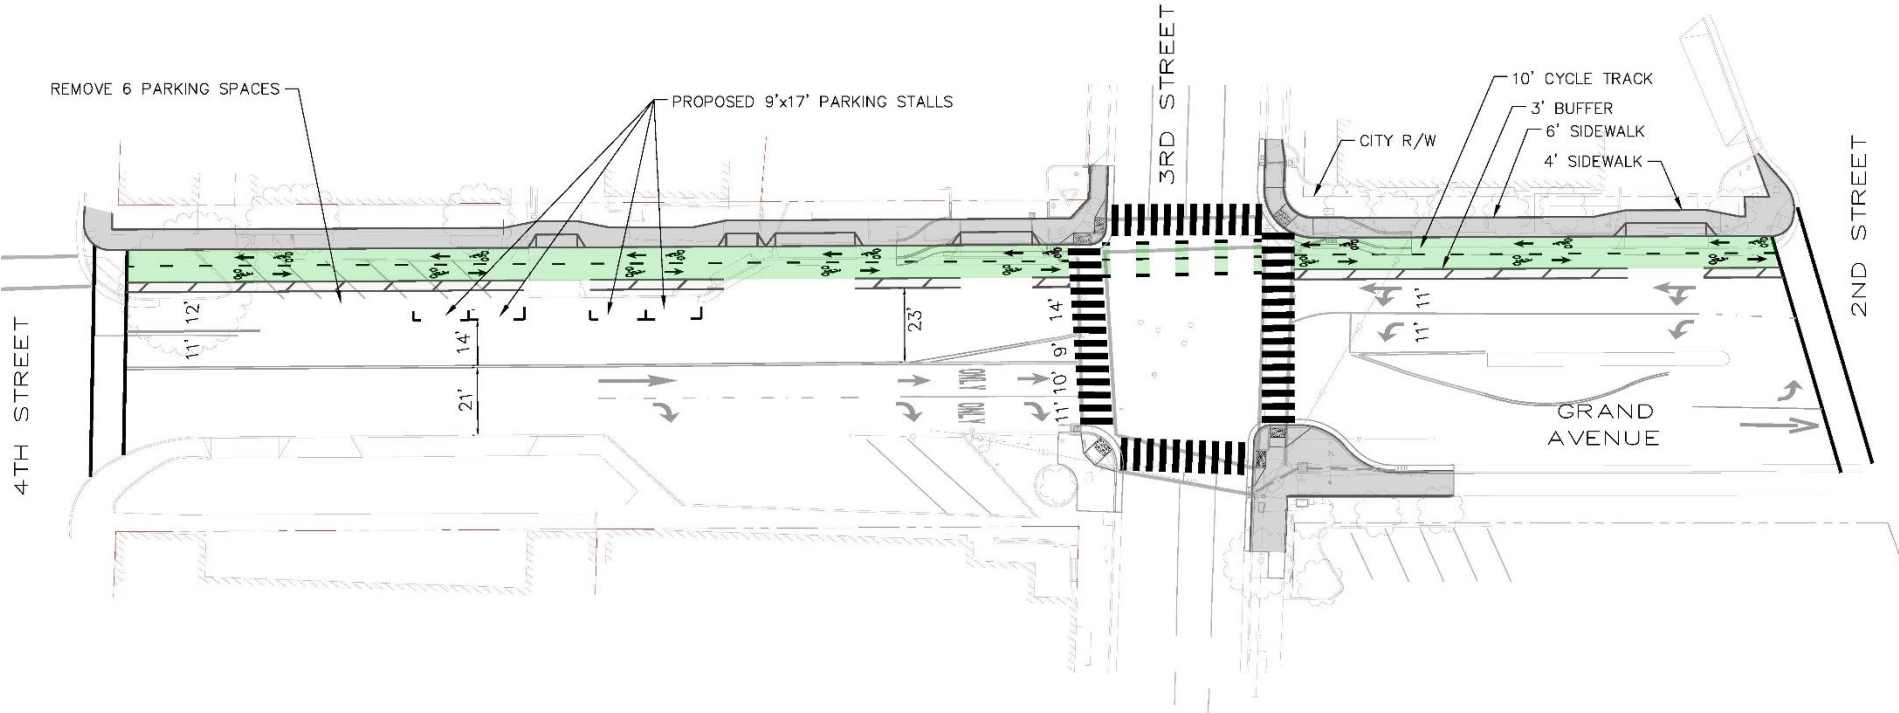 3RD STREET
10' CYCLE TRACK
REMOVE 6 PARKING SPACES
PROPOSED 9'x17' PARKING STALLS
3' BUFFER
6' SIDEWALK
CITY R/W
4' SIDEWALK
2ND STREET
4TH STREET
12'
11'
14'
21'
23'
14'
9'
10'
11'
ONLY
ONLY
11'
11'
GRAND
AVENUE